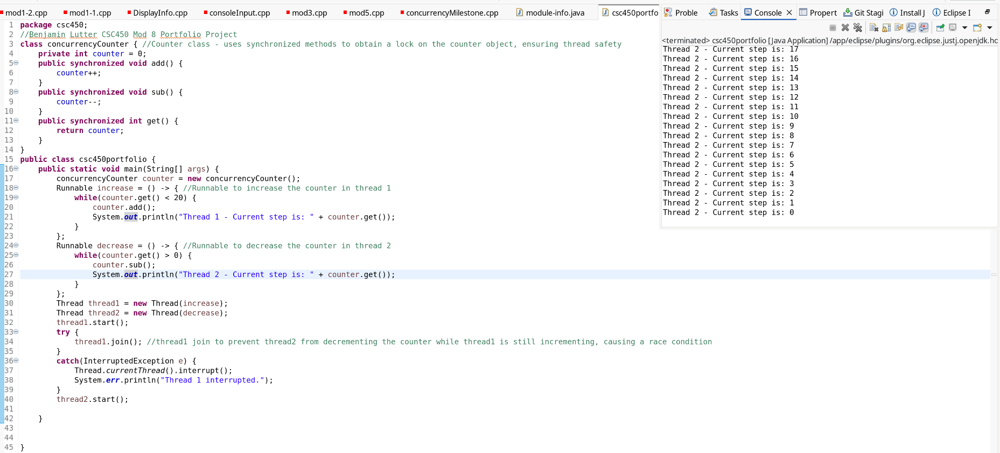 mod1-2.cpp mod1-1.cpp DisplayInfo.cpp consoleInput.cpp mod3.cpp mod5.cpp concurrencyMilestone.cpp module-info.java csc450portfo
1 package csc450;
2 //Benjamin Lutter CSC450 Mod 8 Portfolio Project
3 class concurrencyCounter { //Counter class - uses synchronized methods to obtain a lock on the counter object, ensuring thread safety
4     private int counter = 0;
5     public synchronized void add() {
6         counter++;
7     }
8     public synchronized void sub() {
9         counter--;
10     }
11     public synchronized int get() {
12         return counter;
13     }
14 }
15 public class csc450portfolio {
16     public static void main(String[] args) {
17         concurrencyCounter counter = new concurrencyCounter();
18         Runnable increase = () -> { //Runnable to increase the counter in thread 1
19             while(counter.get() < 20) {
20                 counter.add();
21                 System.out.println("Thread 1 - Current step is: " + counter.get());
22             }
23         };
24         Runnable decrease = () -> { //Runnable to decrease the counter in thread 2
25             while(counter.get() > 0) {
26                 counter.sub();
27                 System.out.println("Thread 2 - Current step is: " + counter.get());
28             }
29         };
30         Thread thread1 = new Thread(increase);
31         Thread thread2 = new Thread(decrease);
32         thread1.start();
33         try {
34             thread1.join(); //thread1 join to prevent thread2 from decrementing the counter while thread1 is still incrementing, causing a race condition
35         }
36         catch(InterruptedException e) {
37             Thread.currentThread().interrupt();
38             System.err.println("Thread 1 interrupted.");
39         }
40         thread2.start();
41
42     }
43
44
45 }
Proble Tasks Console Propert Git Stagi Install J Eclipse I
<terminated> csc450portfolio [Java Application] /app/eclipse/plugins/org.eclipse.justj.openjdk.hc
Thread 2 - Current step is: 17
Thread 2 - Current step is: 16
Thread 2 - Current step is: 15
Thread 2 - Current step is: 14
Thread 2 - Current step is: 13
Thread 2 - Current step is: 12
Thread 2 - Current step is: 11
Thread 2 - Current step is: 10
Thread 2 - Current step is: 9
Thread 2 - Current step is: 8
Thread 2 - Current step is: 7
Thread 2 - Current step is: 6
Thread 2 - Current step is: 5
Thread 2 - Current step is: 4
Thread 2 - Current step is: 3
Thread 2 - Current step is: 2
Thread 2 - Current step is: 1
Thread 2 - Current step is: 0